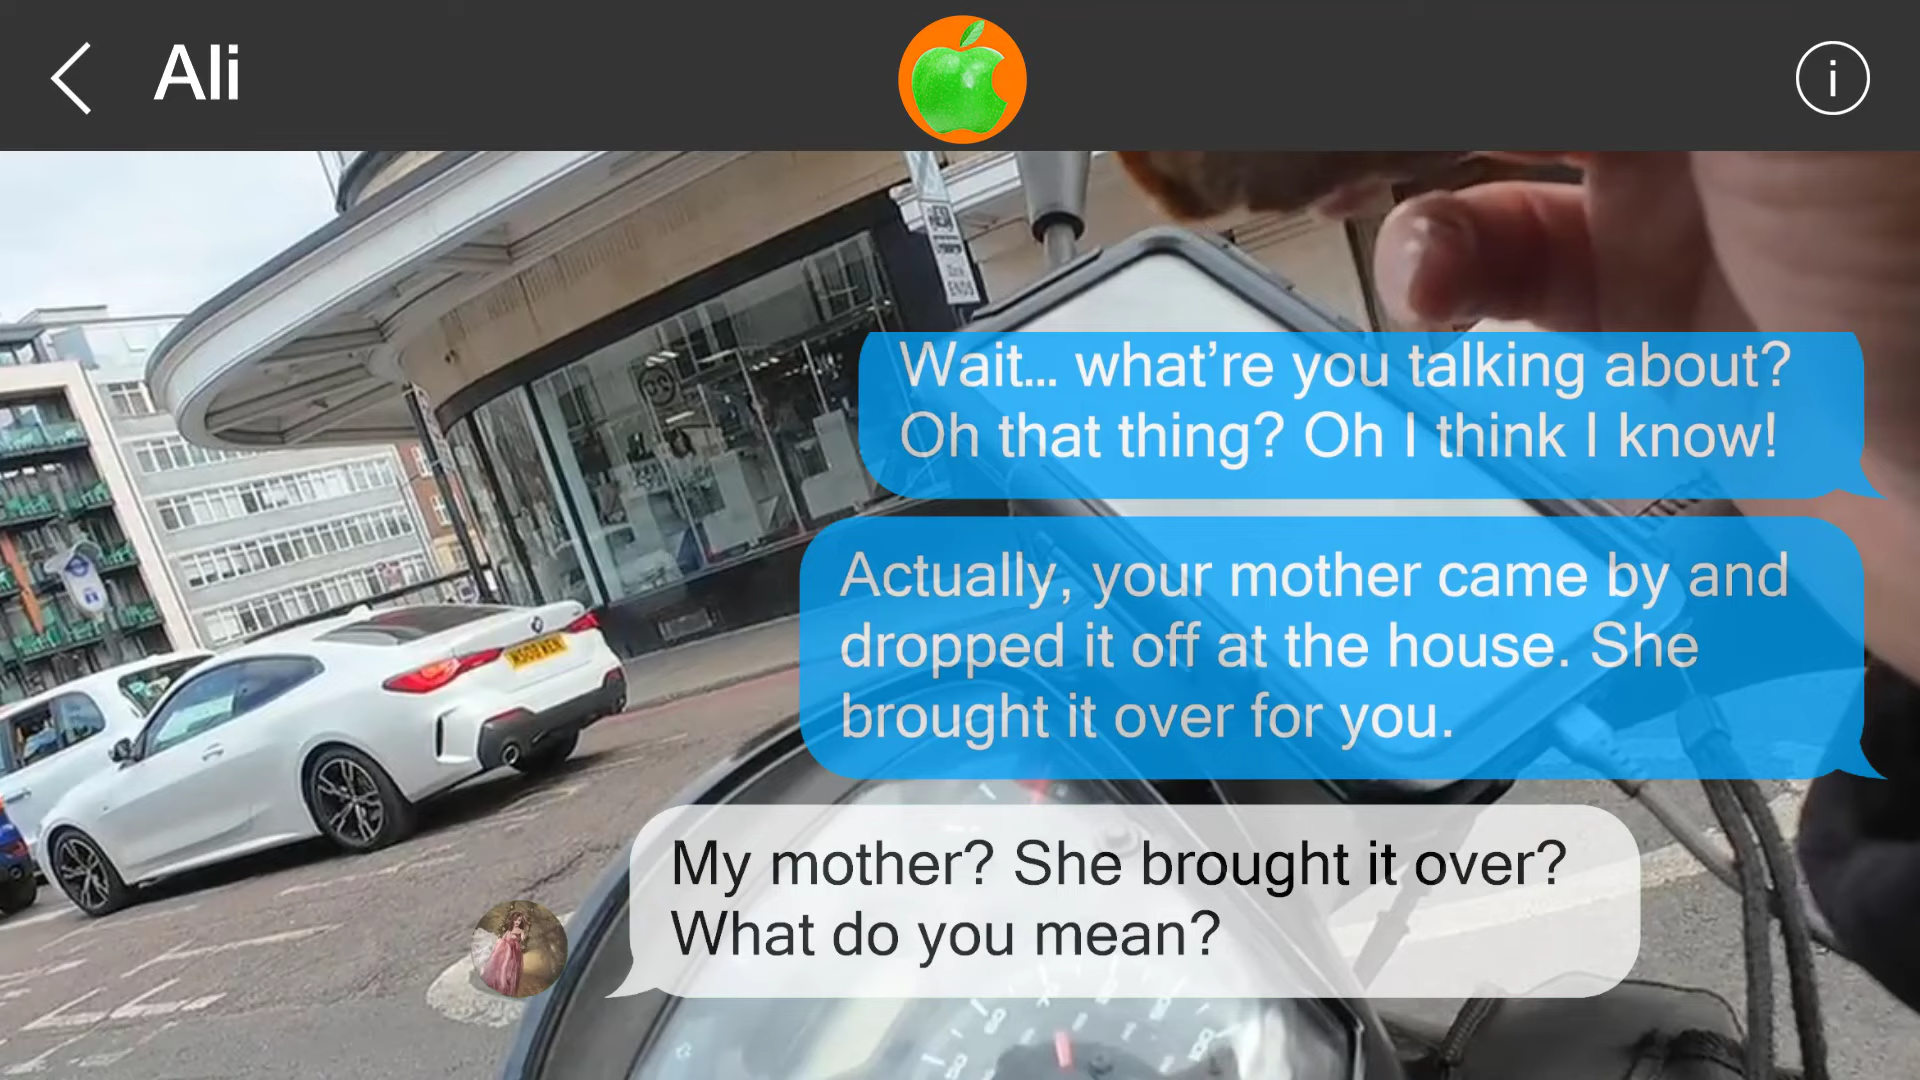 Ali
i
Wait… what’re you talking about?
Oh that thing? Oh I think I know!
Actually, your mother came by and
dropped it off at the house. She
brought it over for you.
My mother? She brought it over?
What do you mean?
ENDS